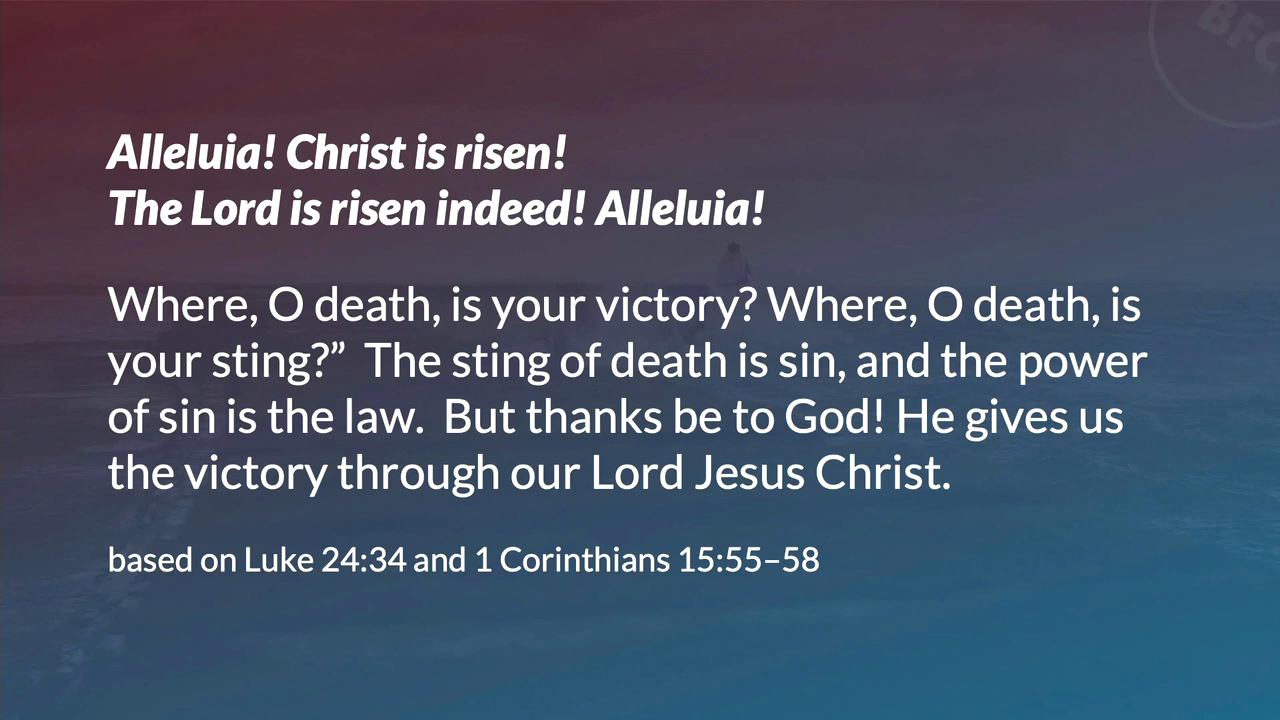 BFC
Alleluia! Christ is risen!
The Lord is risen indeed! Alleluia!
Where, O death, is your victory? Where, O death, is
your sting?”  The sting of death is sin, and the power
of sin is the law.  But thanks be to God! He gives us
the victory through our Lord Jesus Christ.
based on Luke 24:34 and 1 Corinthians 15:55–58